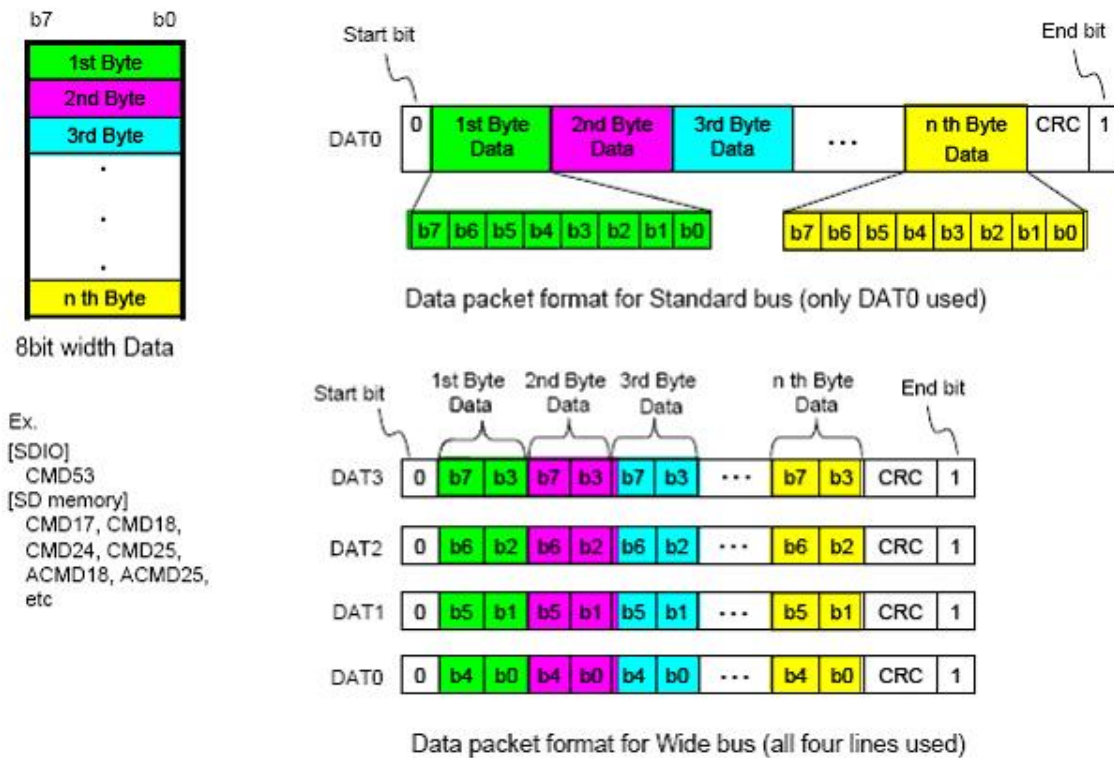 b7 b0
1st Byte
2nd Byte
3rd Byte
.
.
.
n th Byte
8bit width Data
Ex.
[SDIO]
CMD53
[SD memory]
CMD17, CMD18,
CMD24, CMD25,
ACMD18, ACMD25,
etc
Start bit
End bit
DAT0 0 1st Byte Data 2nd Byte Data 3rd Byte Data ... n th Byte Data CRC 1
b7 b6 b5 b4 b3 b2 b1 b0
b7 b6 b5 b4 b3 b2 b1 b0
Data packet format for Standard bus (only DAT0 used)
Start bit
1st Byte Data
2nd Byte Data
3rd Byte Data
n th Byte Data
End bit
DAT3 0 b7 b3 b7 b3 b7 b3 ... b7 b3 CRC 1
DAT2 0 b6 b2 b6 b2 b6 b2 ... b6 b2 CRC 1
DAT1 0 b5 b1 b5 b1 b5 b1 ... b5 b1 CRC 1
DAT0 0 b4 b0 b4 b0 b4 b0 ... b4 b0 CRC 1
Data packet format for Wide bus (all four lines used)